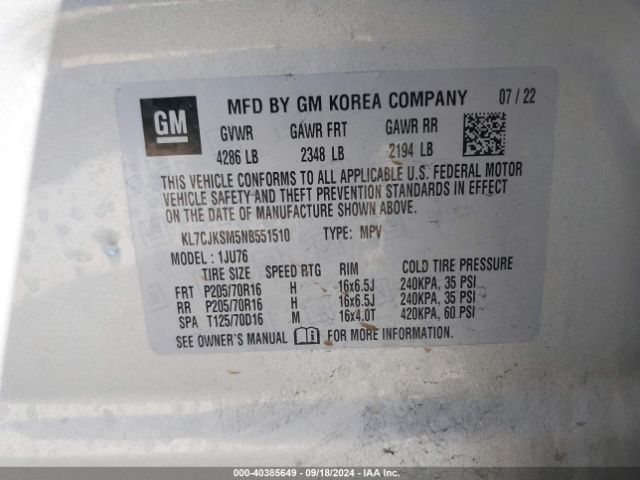 GM
MFD BY GM KOREA COMPANY 07 / 22
GVWR GAWR FRT GAWR RR
4286 LB 2348 LB 2194 LB
THIS VEHICLE CONFORMS TO ALL APPLICABLE U.S. FEDERAL MOTOR
VEHICLE SAFETY AND THEFT PREVENTION STANDARDS IN EFFECT
ON THE DATE OF MANUFACTURE SHOWN ABOVE.
KL7CJKSM5NB551510 TYPE: MPV
MODEL : 1JU76
TIRE SIZE SPEED RTG RIM COLD TIRE PRESSURE
FRT P205/70R16 H 16x6.5J 240KPA, 35 PSI
RR P205/70R16 H 16x6.5J 240KPA, 35 PSI
SPA T125/70D16 M 16x4.0T 420KPA, 60 PSI
SEE OWNER'S MANUAL FOR MORE INFORMATION.
000-40385649 - 09/18/2024 - IAA Inc.